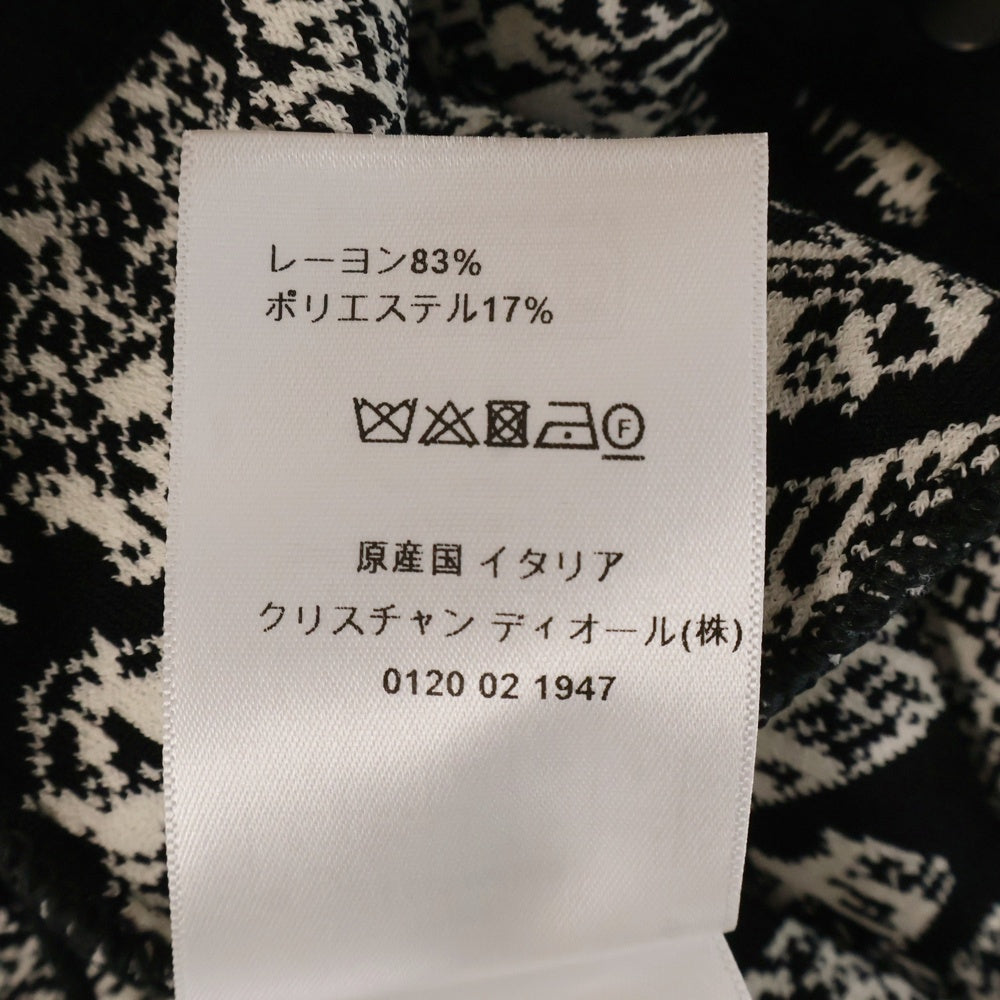 レーヨン83%
ポリエステル17%
F
原産国 イタリア
クリスチャン ディオール(株)
0120 02 1947